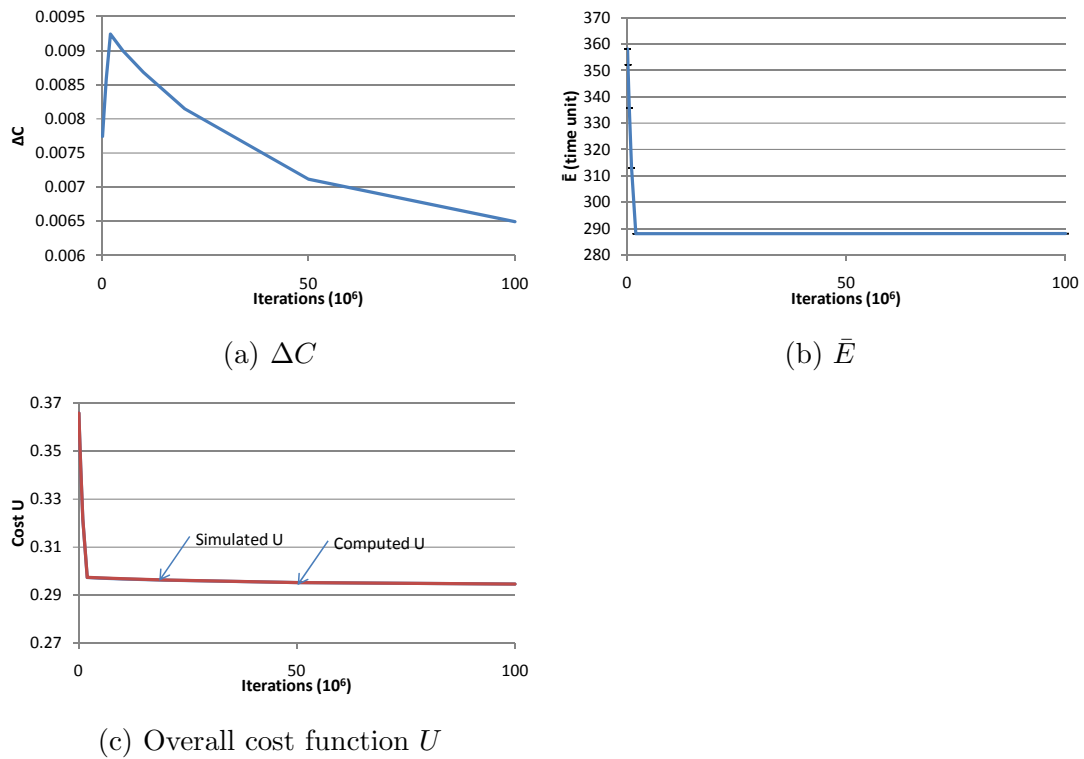 0.0095
0.009
0.0085
0.008
0.0075
0.007
0.0065
0.006
ΔC
0 50 100
Iterations (10⁶)
(a) ΔC
370
360
350
340
330
320
310
300
290
280
Ē (time unit)
0 50 100
Iterations (10⁶)
(b) Ē
0.37
0.35
0.33
0.31
0.29
0.27
Cost U
Simulated U
Computed U
0 50 100
Iterations (10⁶)
(c) Overall cost function U